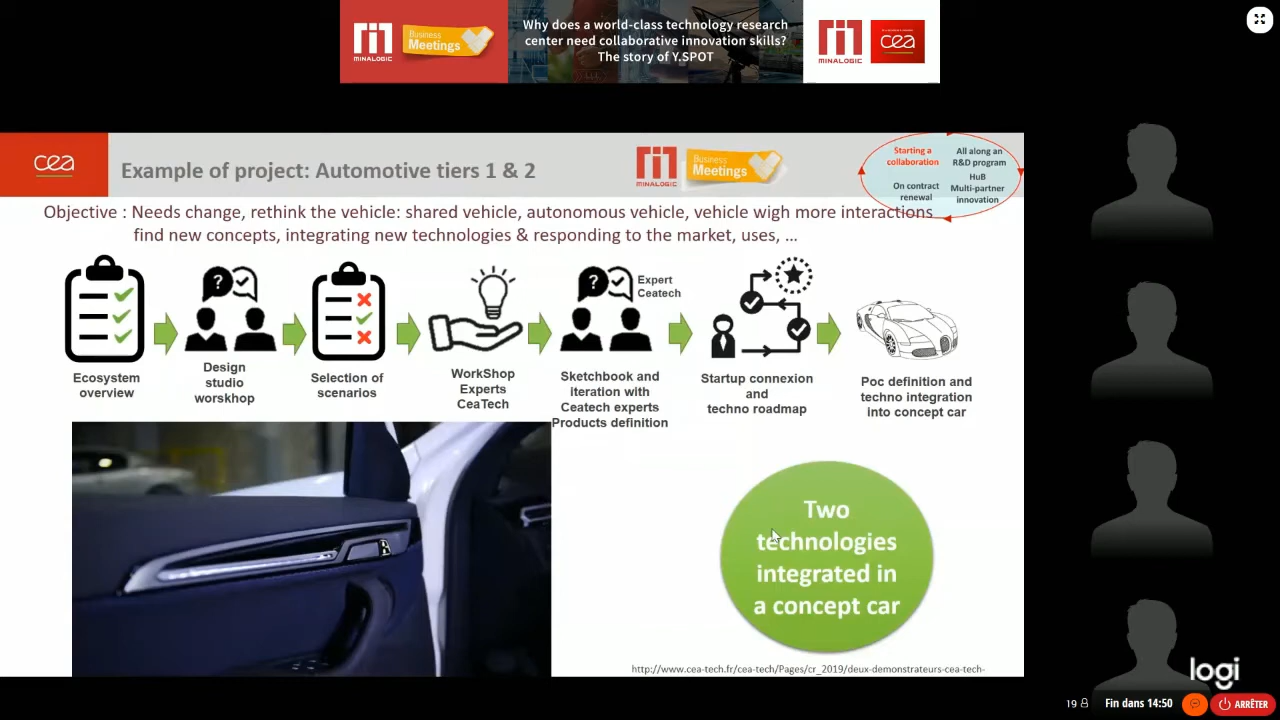 MINALOGIC
Business
Meetings
Why does a world-class technology research
center need collaborative innovation skills?
The story of Y.SPOT
MINALOGIC
cea
cea
Example of project: Automotive tiers 1 & 2
MINALOGIC
Business
Meetings
Starting a
collaboration
All along an
R&D program
On contract
renewal
HuB
Multi-partner
innovation
Objective : Needs change, rethink the vehicle: shared vehicle, autonomous vehicle, vehicle wigh more interactions
find new concepts, integrating new technologies & responding to the market, uses, ...
Expert
Ceatech
Ecosystem
overview
Design
studio
worskhop
Selection of
scenarios
WorkShop
Experts
CeaTech
Sketchbook and
iteration with
Ceatech experts
Products definition
Startup connexion
and
techno roadmap
Poc definition and
techno integration
into concept car
Two
technologies
integrated in
a concept car
http://www.cea-tech.fr/cea-tech/Pages/cr_2019/deux-demonstrateurs-cea-tech-
logi
19
Fin dans 14:50
ARRÊTER